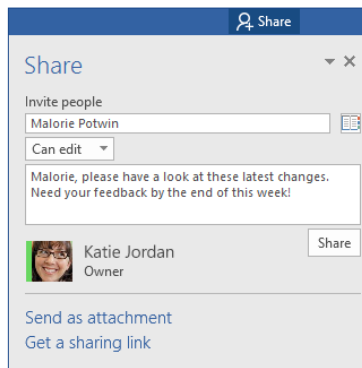 Share
Share
Invite people
Malorie Potwin
Can edit
Malorie, please have a look at these latest changes.
Need your feedback by the end of this week!
Share
Katie Jordan
Owner
Send as attachment
Get a sharing link